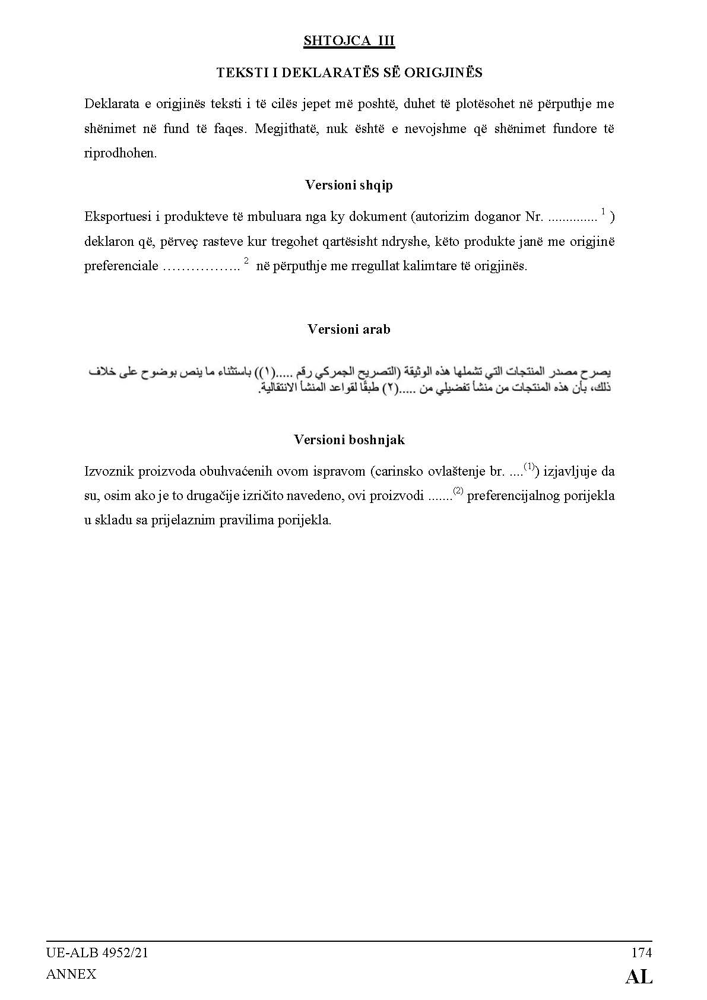 SHTOJCA III
TEKSTI I DEKLARATËS SË ORIGJINËS
Deklarata e origjinës teksti i të cilës jepet më poshtë, duhet të plotësohet në përputhje me
shënimet në fund të faqes. Megjithatë, nuk është e nevojshme që shënimet fundore të
riprodhohen.
Versioni shqip
Eksportuesi i produkteve të mbuluara nga ky dokument (autorizim doganor Nr. .............. 1 )
deklaron që, përveç rasteve kur tregohet qartësisht ndryshe, këto produkte janë me origjinë
preferenciale …………….. 2 në përputhje me rregullat kalimtare të origjinës.
Versioni arab
يصرح مصدر المنتجات التي تشملها هذه الوثيقة (التصريح الجمركي رقم .....(١)) باستثناء ما ينص بوضوح على خلاف
ذلك، بأن هذه المنتجات من منشأ تفضيلي من .....(٢) طبقًا لقواعد المنشأ الانتقالية.
Versioni boshnjak
Izvoznik proizvoda obuhvaćenih ovom ispravom (carinsko ovlaštenje br. ....(1)) izjavljuje da
su, osim ako je to drugačije izričito navedeno, ovi proizvodi .......(2) preferencijalnog porijekla
u skladu sa prijelaznim pravilima porijekla.
UE-ALB 4952/21 174
ANNEX AL